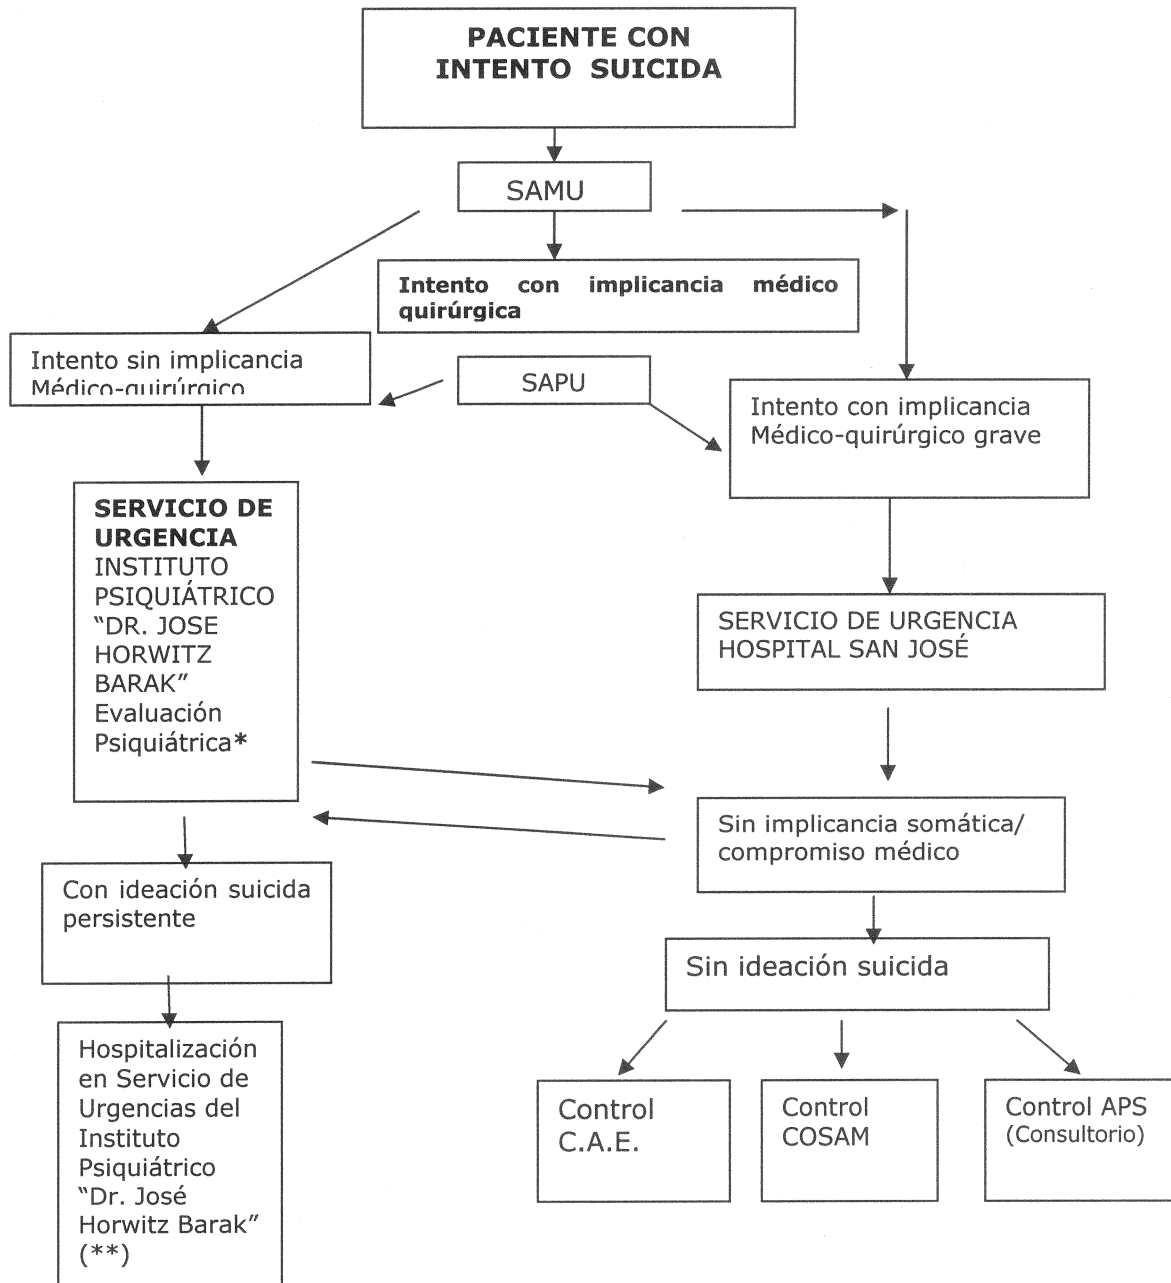 PACIENTE CON
INTENTO SUICIDA
SAMU
Intento con implicancia médico
quirúrgica
Intento sin implicancia
Médico-quirúrgico
SAPU
Intento con implicancia
Médico-quirúrgico grave
SERVICIO DE
URGENCIA
INSTITUTO
PSIQUIÁTRICO
“DR. JOSE
HORWITZ
BARAK”
Evaluación
Psiquiátrica*
SERVICIO DE URGENCIA
HOSPITAL SAN JOSÉ
Sin implicancia somática/
compromiso médico
Con ideación suicida
persistente
Sin ideación suicida
Hospitalización
en Servicio de
Urgencias del
Instituto
Psiquiátrico
“Dr. José
Horwitz Barak”
(**)
Control
C.A.E.
Control
COSAM
Control APS
(Consultorio)